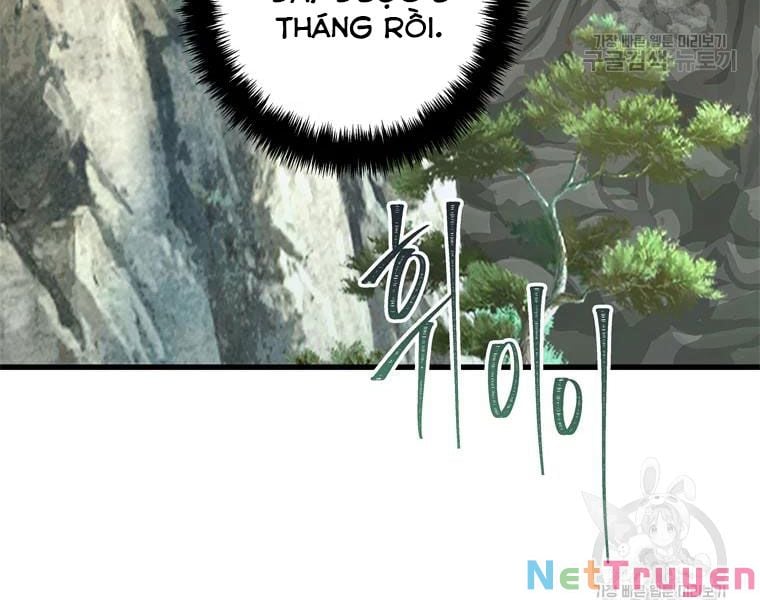 THÁNG RỒI.
가장 빠른 웹툰 미리보기
구글검색 뉴토끼
휘이이
NetTruyen
가장 빠른 웹툰 미리보기